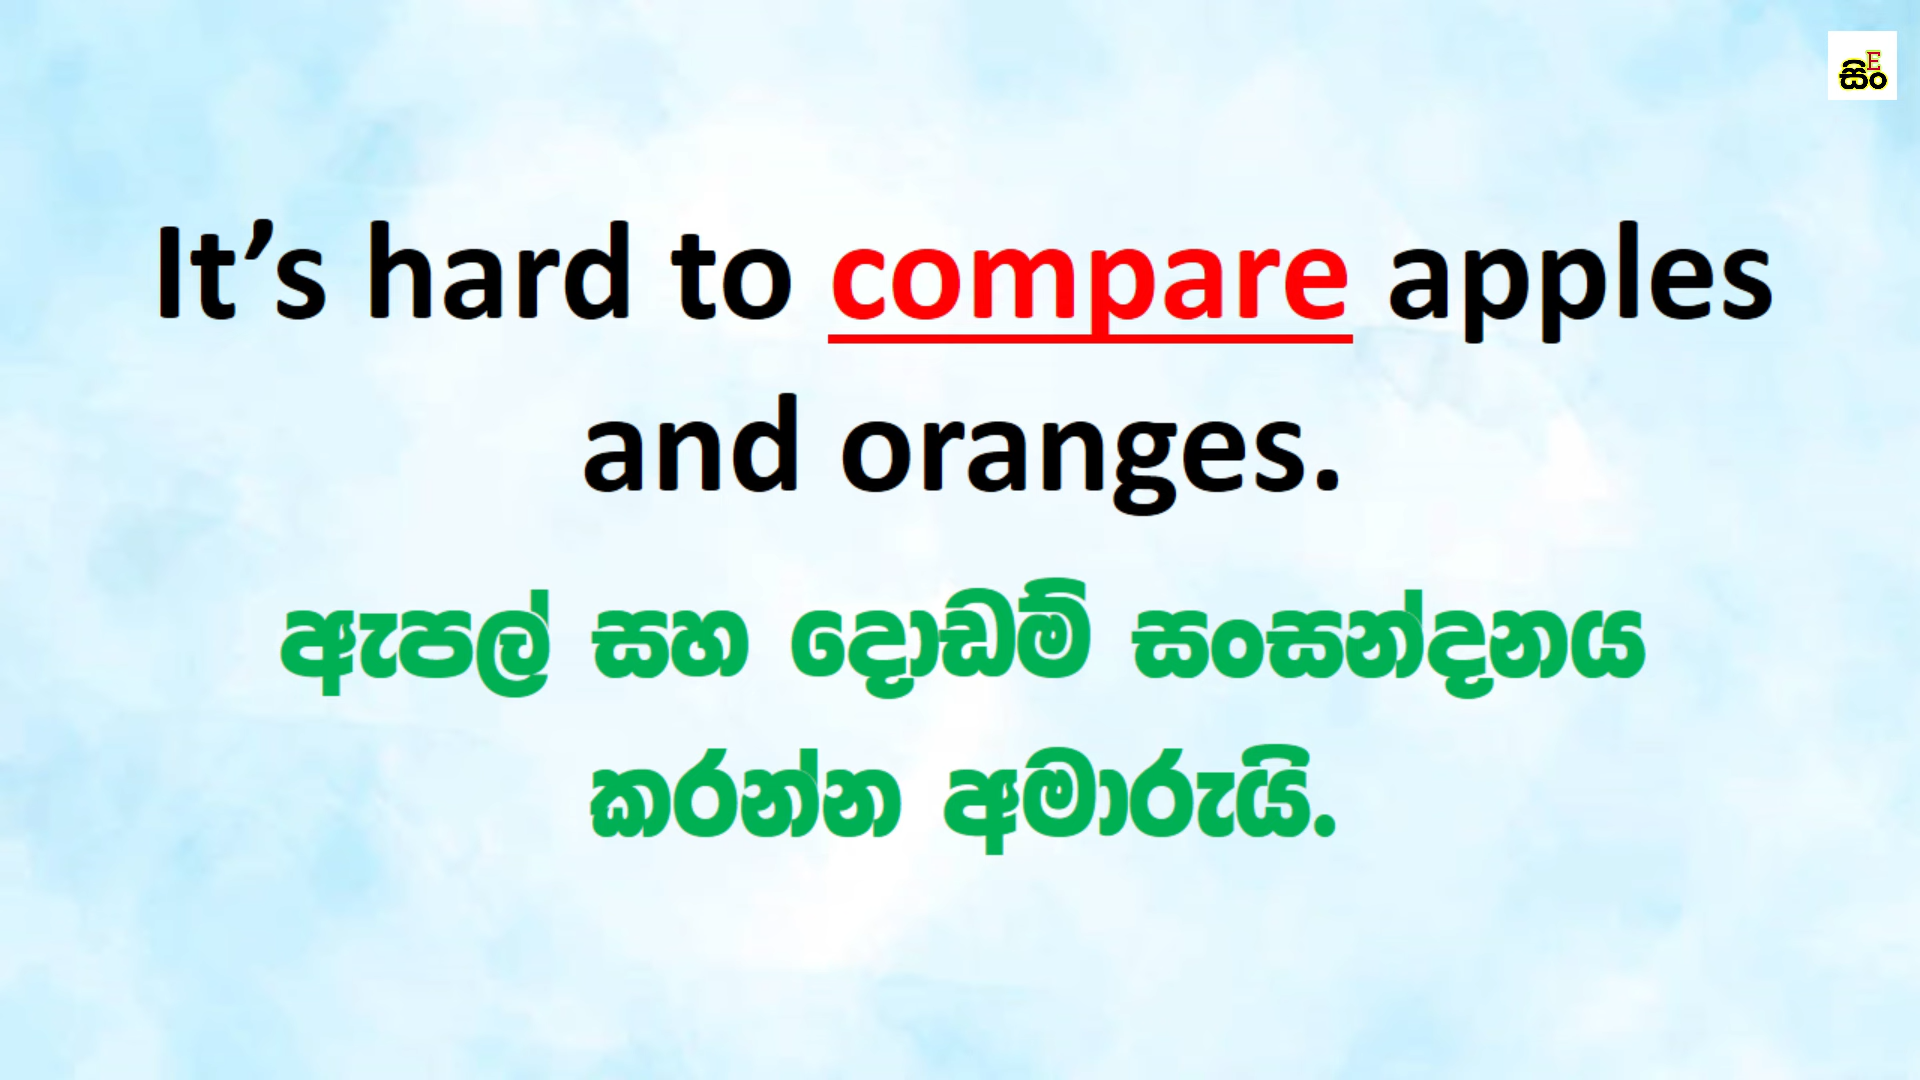 සිංE
It’s hard to compare apples
and oranges.
ඇපල් සහ දොඩම් සංසන්දනය
කරන්න අමාරුයි.